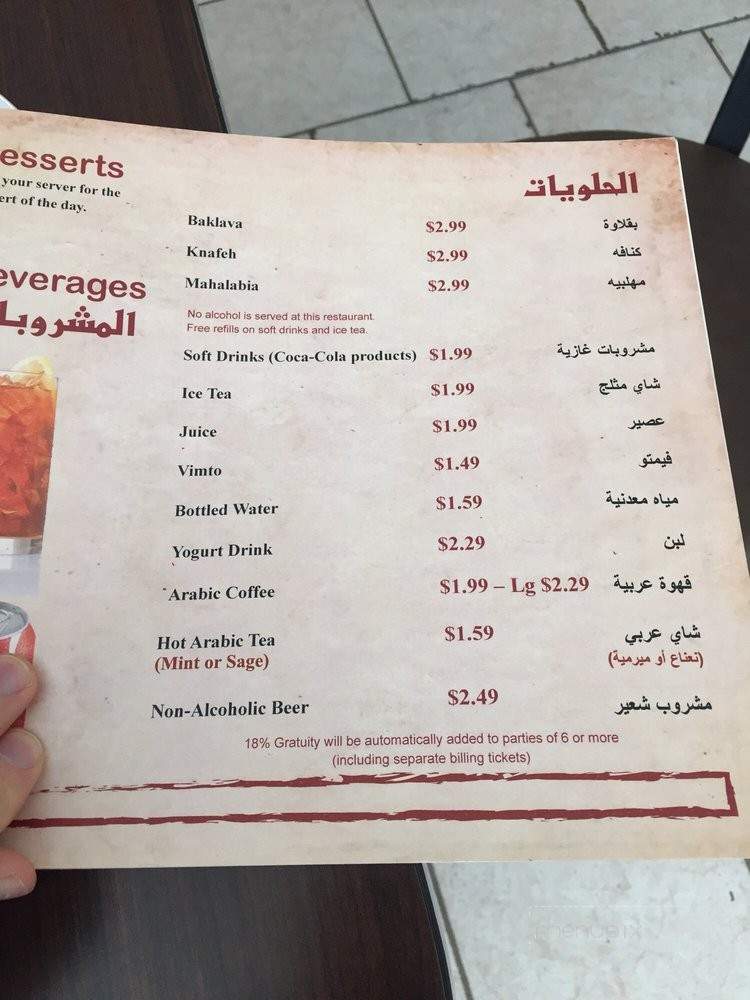 esserts
your server for the
ert of the day.
الحلويات
Baklava $2.99 بقلاوة
Knafeh $2.99 كنافه
Mahalabia $2.99 مهلبيه
everages
المشروبا
No alcohol is served at this restaurant.
Free refills on soft drinks and ice tea.
Soft Drinks (Coca-Cola products) $1.99 مشروبات غازية
Ice Tea $1.99 شاي مثلج
Juice $1.99 عصير
Vimto $1.49 فيمتو
Bottled Water $1.59 مياه معدنية
Yogurt Drink $2.29 لبن
Arabic Coffee $1.99 – Lg $2.29 قهوة عربية
Hot Arabic Tea $1.59 شاي عربي
(Mint or Sage) (نعناع أو ميرمية)
Non-Alcoholic Beer $2.49 مشروب شعير
18% Gratuity will be automatically added to parties of 6 or more
(including separate billing tickets)